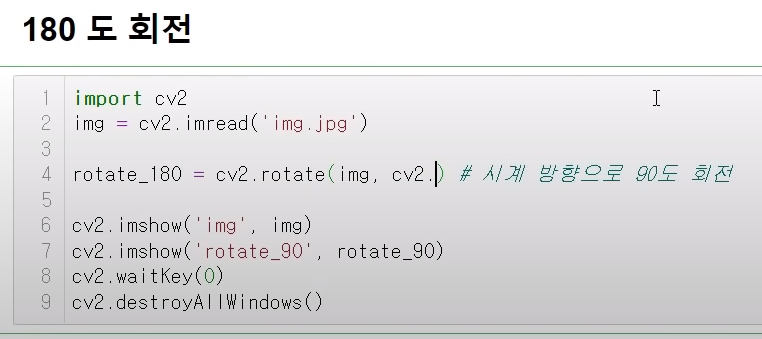 180 도 회전
1 import cv2
2 img = cv2.imread('img.jpg')
3
4 rotate_180 = cv2.rotate(img, cv2.) # 시계 방향으로 90도 회전
5
6 cv2.imshow('img', img)
7 cv2.imshow('rotate_90', rotate_90)
8 cv2.waitKey(0)
9 cv2.destroyAllWindows()